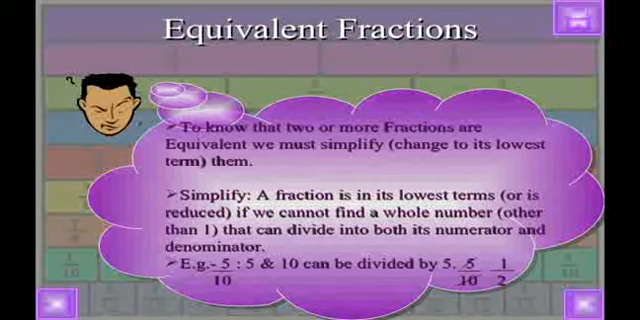 Equivalent Fractions
?
➢To know that two or more Fractions are
Equivalent we must simplify (change to its lowest
term) them.
➢Simplify: A fraction is in its lowest terms (or is
reduced) if we cannot find a whole number (other
than 1) that can divide into both its numerator and
denominator.
➢E.g. - 5 : 5 & 10 can be divided by 5. 5 1
10 10 2